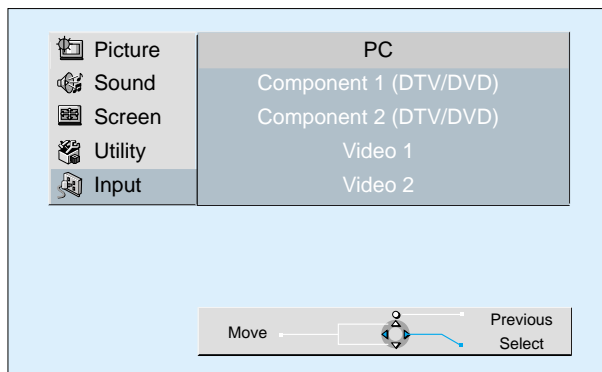 Picture
Sound
Screen
Utility
Input
PC
Component 1 (DTV/DVD)
Component 2 (DTV/DVD)
Video 1
Video 2
Move
Previous
Select